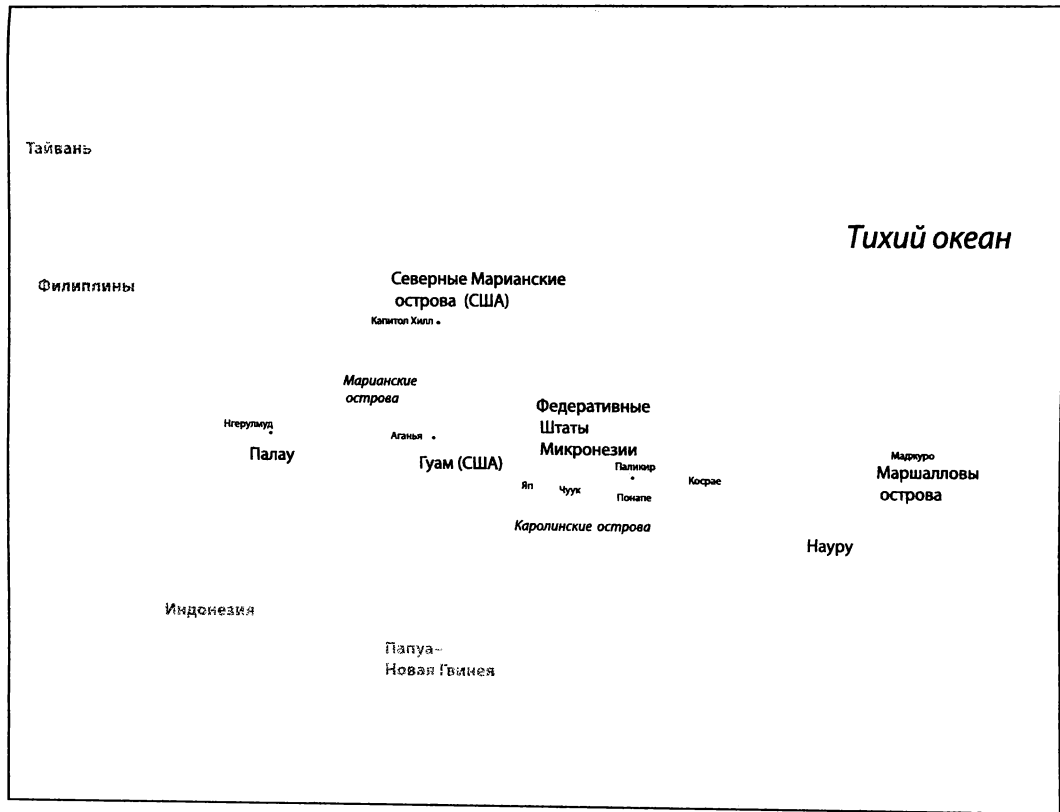 Тайвань
Тихий океан
Филиплины
Северные Марианские
острова (США)
Капитол Хилл
Марианские
острова
Федеративные
Штаты
Микронезии
Нгерулмуд
Палау
Аганья
Гуам (США)
Паликир
Яп
Чуук
Понапе
Косрае
Маджуро
Маршалловы
острова
Каролинские острова
Науру
Индонезия
Папуа-
Новая Гвинея